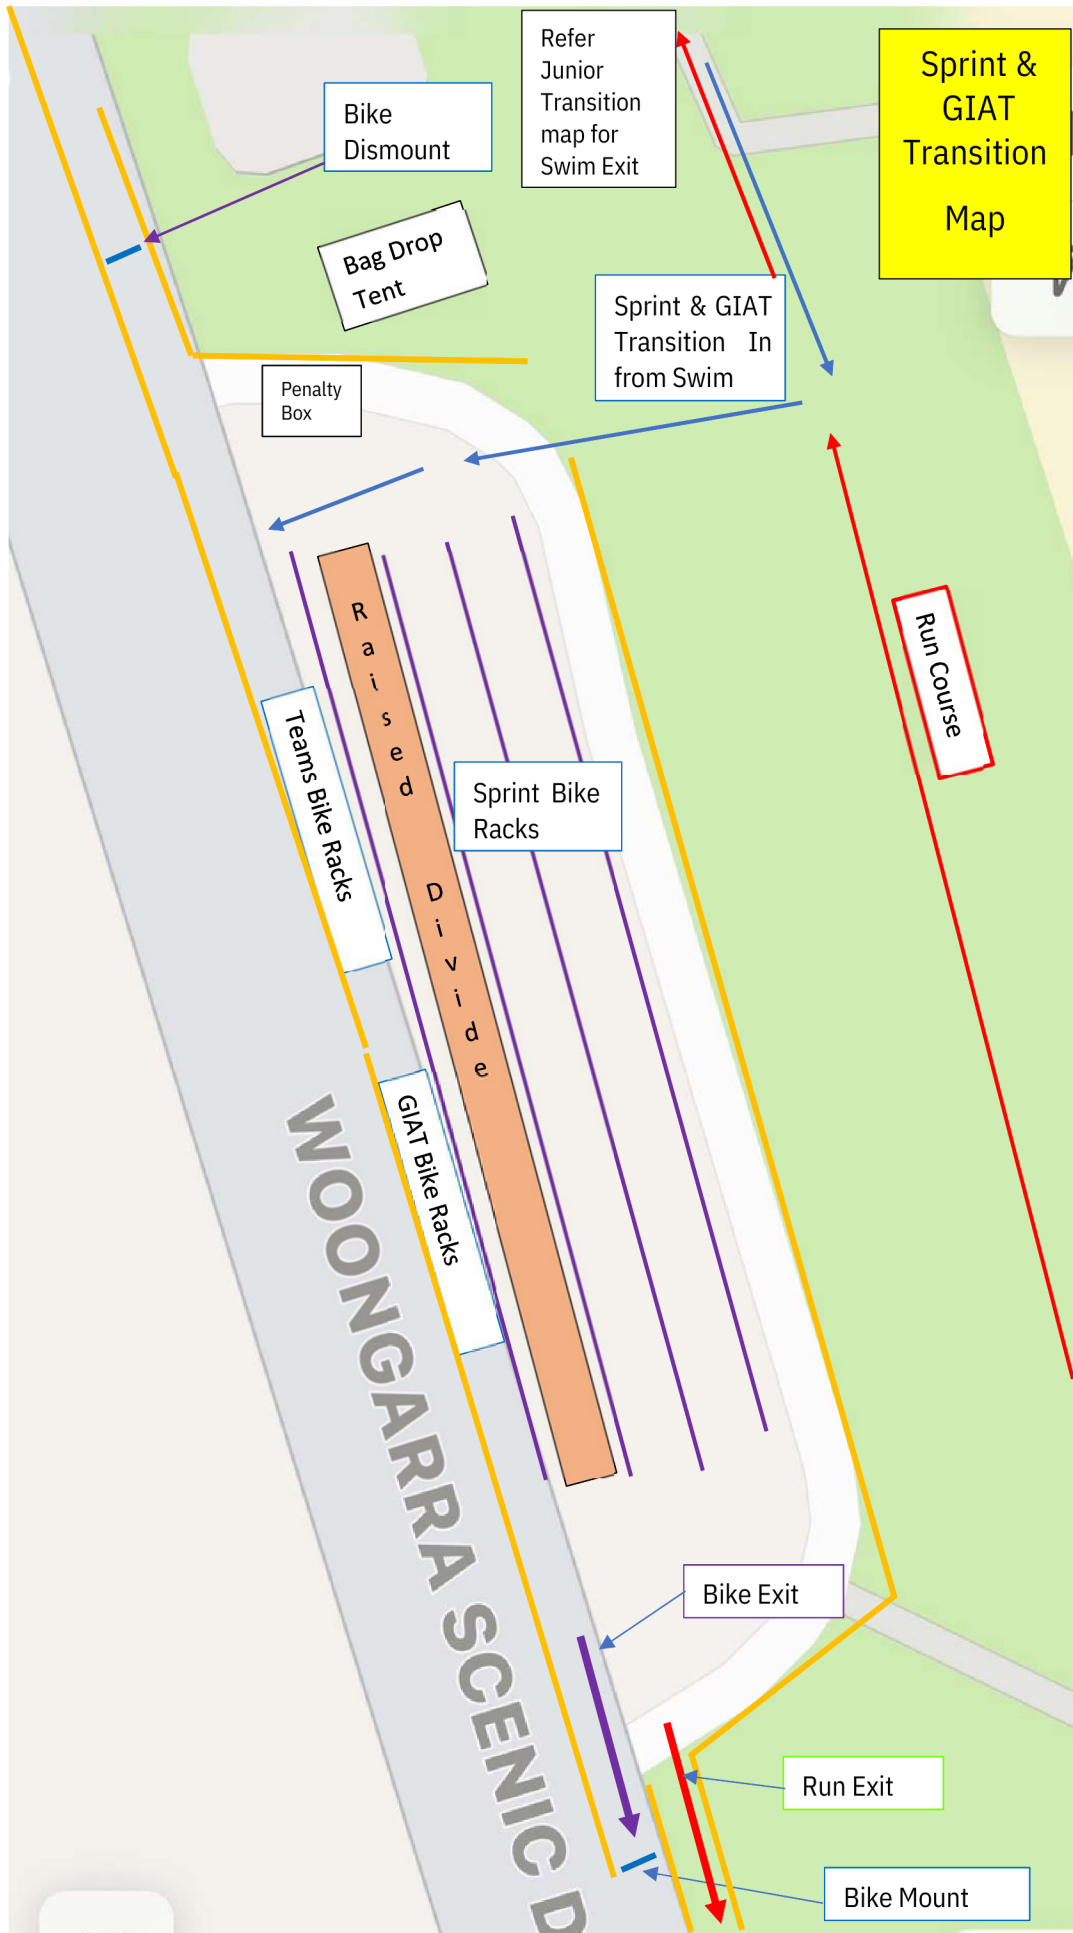 Refer
Junior
Transition
map for
Swim Exit
Sprint &
GIAT
Transition
Map
Bike
Dismount
Bag Drop
Tent
Sprint & GIAT
Transition In
from Swim
Penalty
Box
Raised Divide
Run Course
Teams Bike Racks
Sprint Bike
Racks
GIAT Bike Racks
WOONGARRA SCENIC D
Bike Exit
Run Exit
Bike Mount